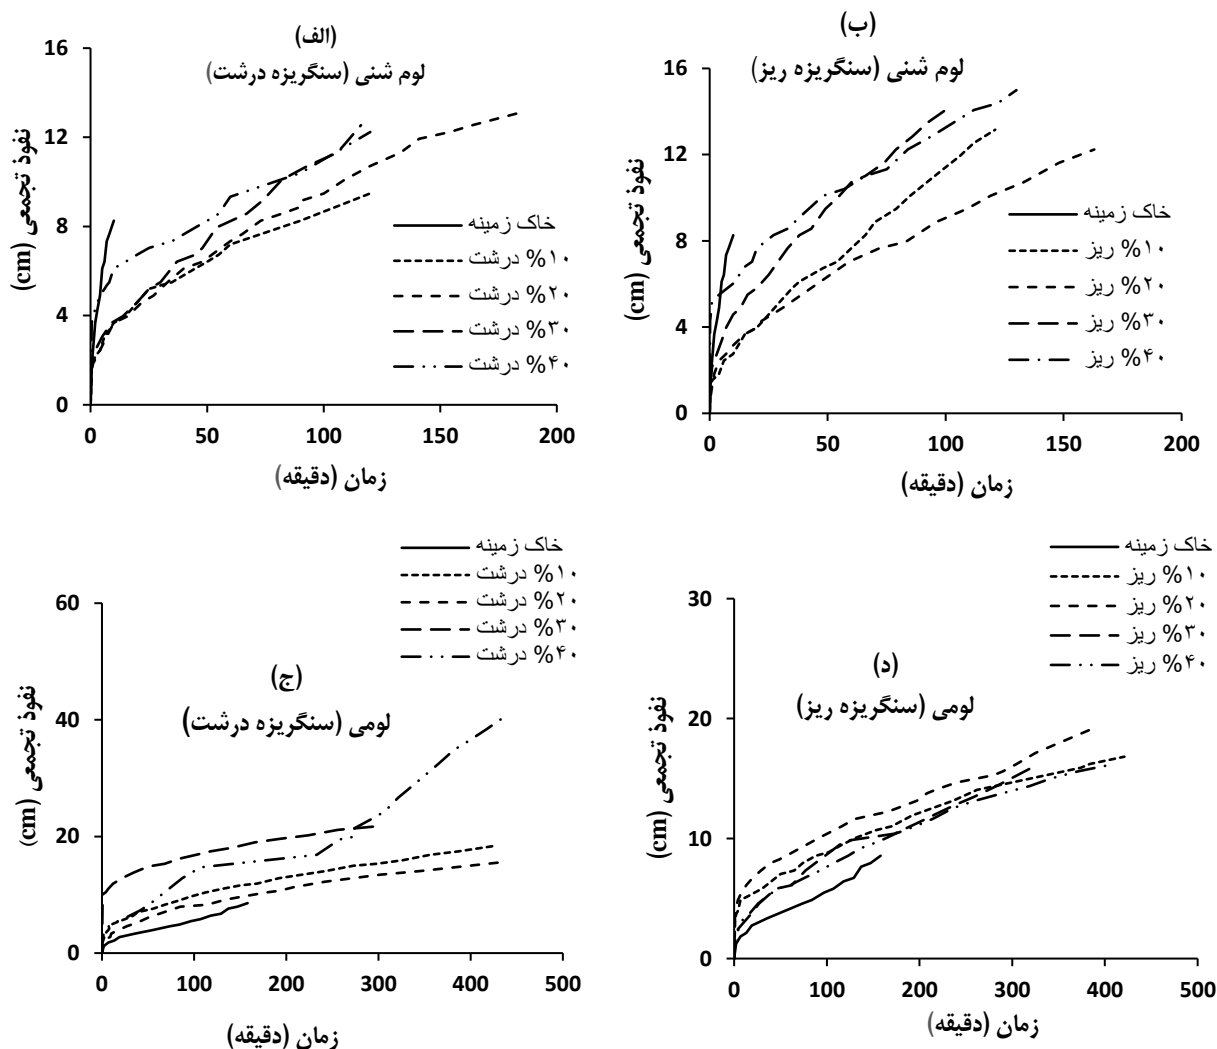 (الف)
لوم شنی (سنگریزه درشت)
16
12
8
4
0
نفوذ تجمعی (cm)
خاک زمینه
%۱۰ درشت
%۲۰ درشت
%۳۰ درشت
%۴۰ درشت
0 50 100 150 200
زمان (دقیقه)
(ب)
لوم شنی (سنگریزه ریز)
16
12
8
4
0
نفوذ تجمعی (cm)
خاک زمینه
%۱۰ ریز
%۲۰ ریز
%۳۰ ریز
%۴۰ ریز
0 50 100 150 200
زمان (دقیقه)
خاک زمینه
%۱۰ درشت
%۲۰ درشت
%۳۰ درشت
%۴۰ درشت
(ج)
لومی (سنگریزه درشت)
60
40
20
0
نفوذ تجمعی (cm)
0 100 200 300 400 500
زمان (دقیقه)
خاک زمینه
%۱۰ ریز
%۲۰ ریز
%۳۰ ریز
%۴۰ ریز
(د)
لومی (سنگریزه ریز)
30
20
10
0
نفوذ تجمعی (cm)
0 100 200 300 400 500
زمان (دقیقه)